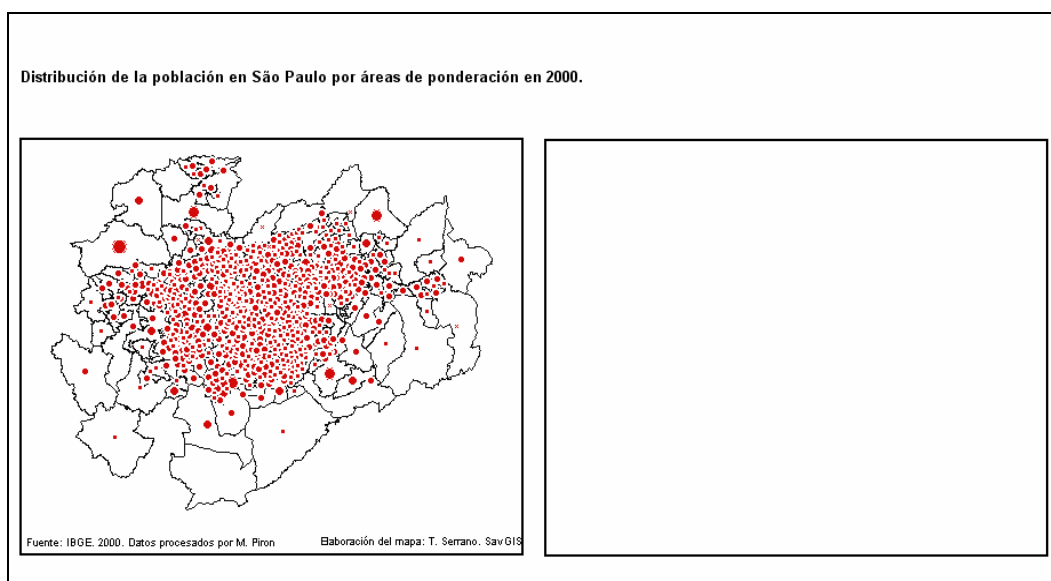 Distribución de la población en São Paulo por áreas de ponderación en 2000.
Fuente: IBGE. 2000. Datos procesados por M. Piron
Elaboración del mapa: T. Serrano. SavGIS